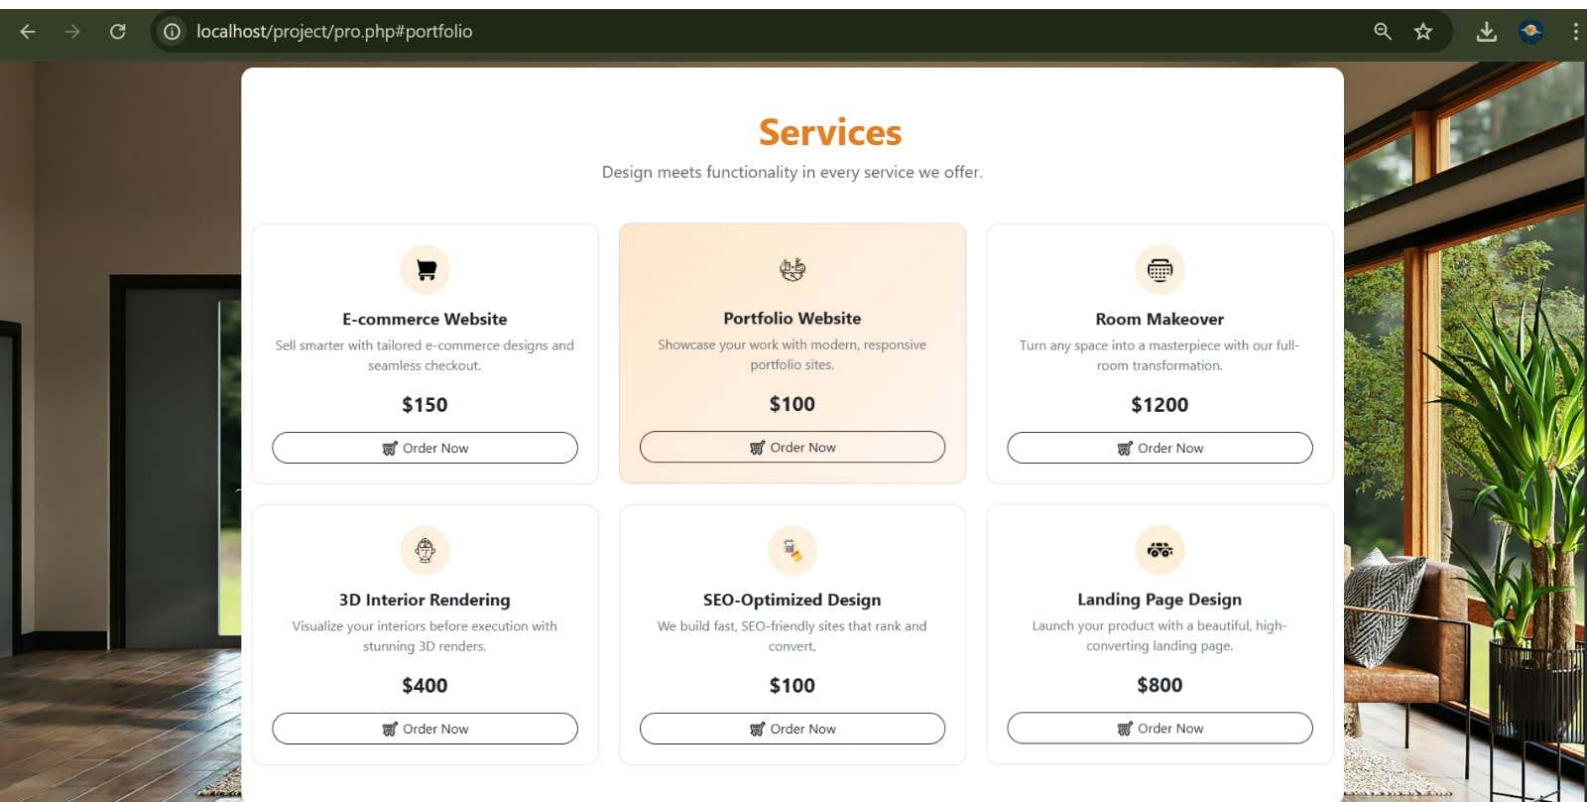 localhost/project/pro.php#portfolio
Services
Design meets functionality in every service we offer.
E-commerce Website
Sell smarter with tailored e-commerce designs and
seamless checkout.
$150
Order Now
Portfolio Website
Showcase your work with modern, responsive
portfolio sites.
$100
Order Now
Room Makeover
Turn any space into a masterpiece with our full-
room transformation.
$1200
Order Now
3D Interior Rendering
Visualize your interiors before execution with
stunning 3D renders.
$400
Order Now
SEO-Optimized Design
We build fast, SEO-friendly sites that rank and
convert.
$100
Order Now
Landing Page Design
Launch your product with a beautiful, high-
converting landing page.
$800
Order Now